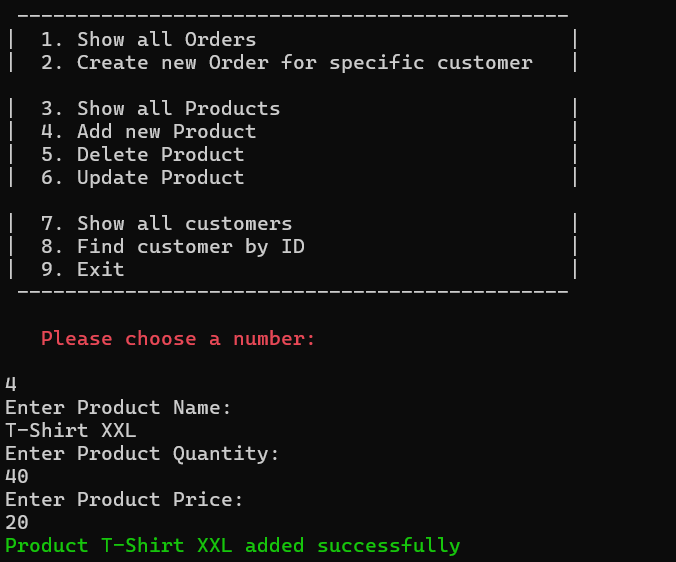 ----------------------------------------------
|  1. Show all Orders                          |
|  2. Create new Order for specific customer   |
|  3. Show all Products                        |
|  4. Add new Product                          |
|  5. Delete Product                           |
|  6. Update Product                           |
|  7. Show all customers                       |
|  8. Find customer by ID                      |
|  9. Exit                                     |
----------------------------------------------
Please choose a number:
4
Enter Product Name:
T-Shirt XXL
Enter Product Quantity:
40
Enter Product Price:
20
Product T-Shirt XXL added successfully